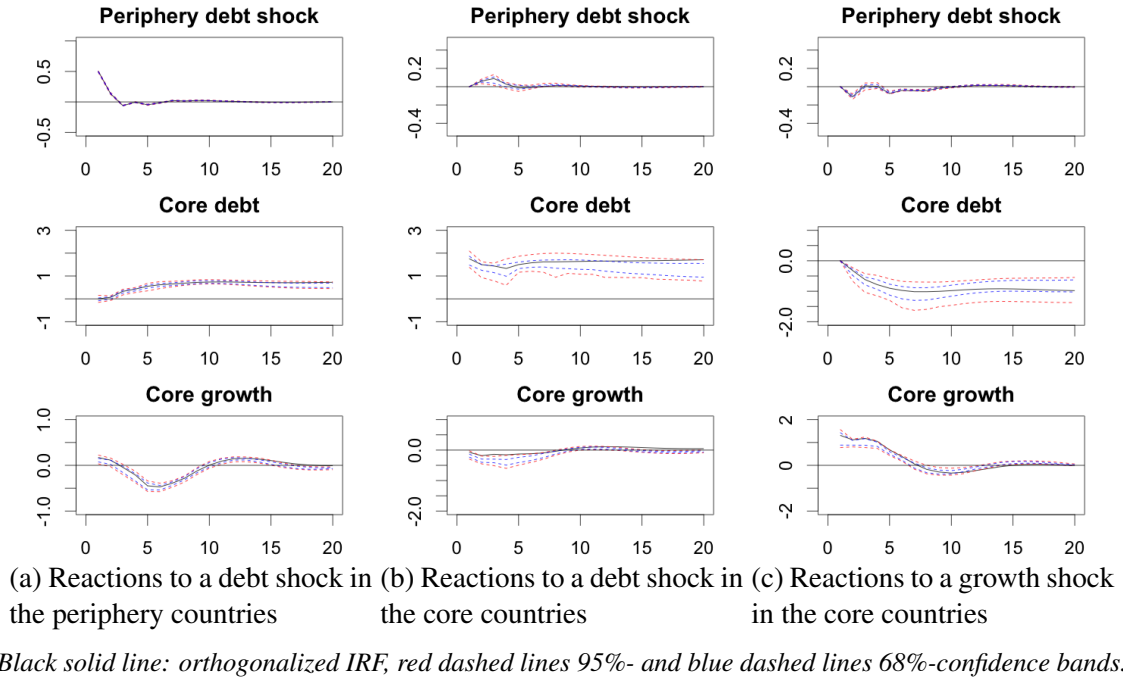 Periphery debt shock
Periphery debt shock
Periphery debt shock
0.5
-0.5
0 5 10 15 20
0.2
-0.4
0 5 10 15 20
0.2
-0.4
0 5 10 15 20
Core debt
Core debt
Core debt
3
1
-1
0 5 10 15 20
3
1
-1
0 5 10 15 20
0.0
-2.0
0 5 10 15 20
Core growth
Core growth
Core growth
1.0
0.0
-1.0
0 5 10 15 20
0.0
-2.0
0 5 10 15 20
2
0
-2
0 5 10 15 20
(a) Reactions to a debt shock in
the periphery countries
(b) Reactions to a debt shock in
the core countries
(c) Reactions to a growth shock
in the core countries
Black solid line: orthogonalized IRF, red dashed lines 95%- and blue dashed lines 68%-confidence bands.